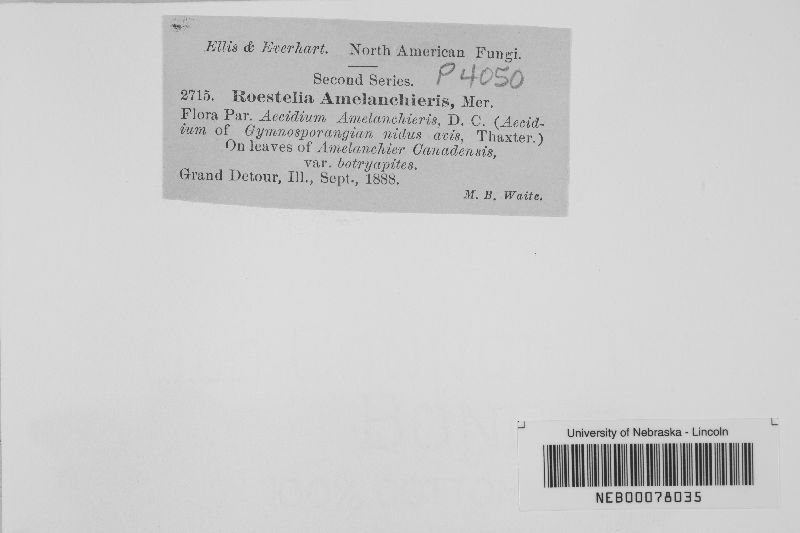 Ellis & Everhart. North American Fungi.
Second Series. P 4050
2715. Roestelia Amelanchieris, Mer.
Flora Par. Aecidium Amelanchieris, D. C. (Aecid-
ium of Gymnosporangian nidus avis, Thaxter.)
On leaves of Amelanchier Canadensis,
var. botryapites.
Grand Detour, Ill., Sept., 1888.
M. B. Waite.
University of Nebraska - Lincoln
NEB00078035